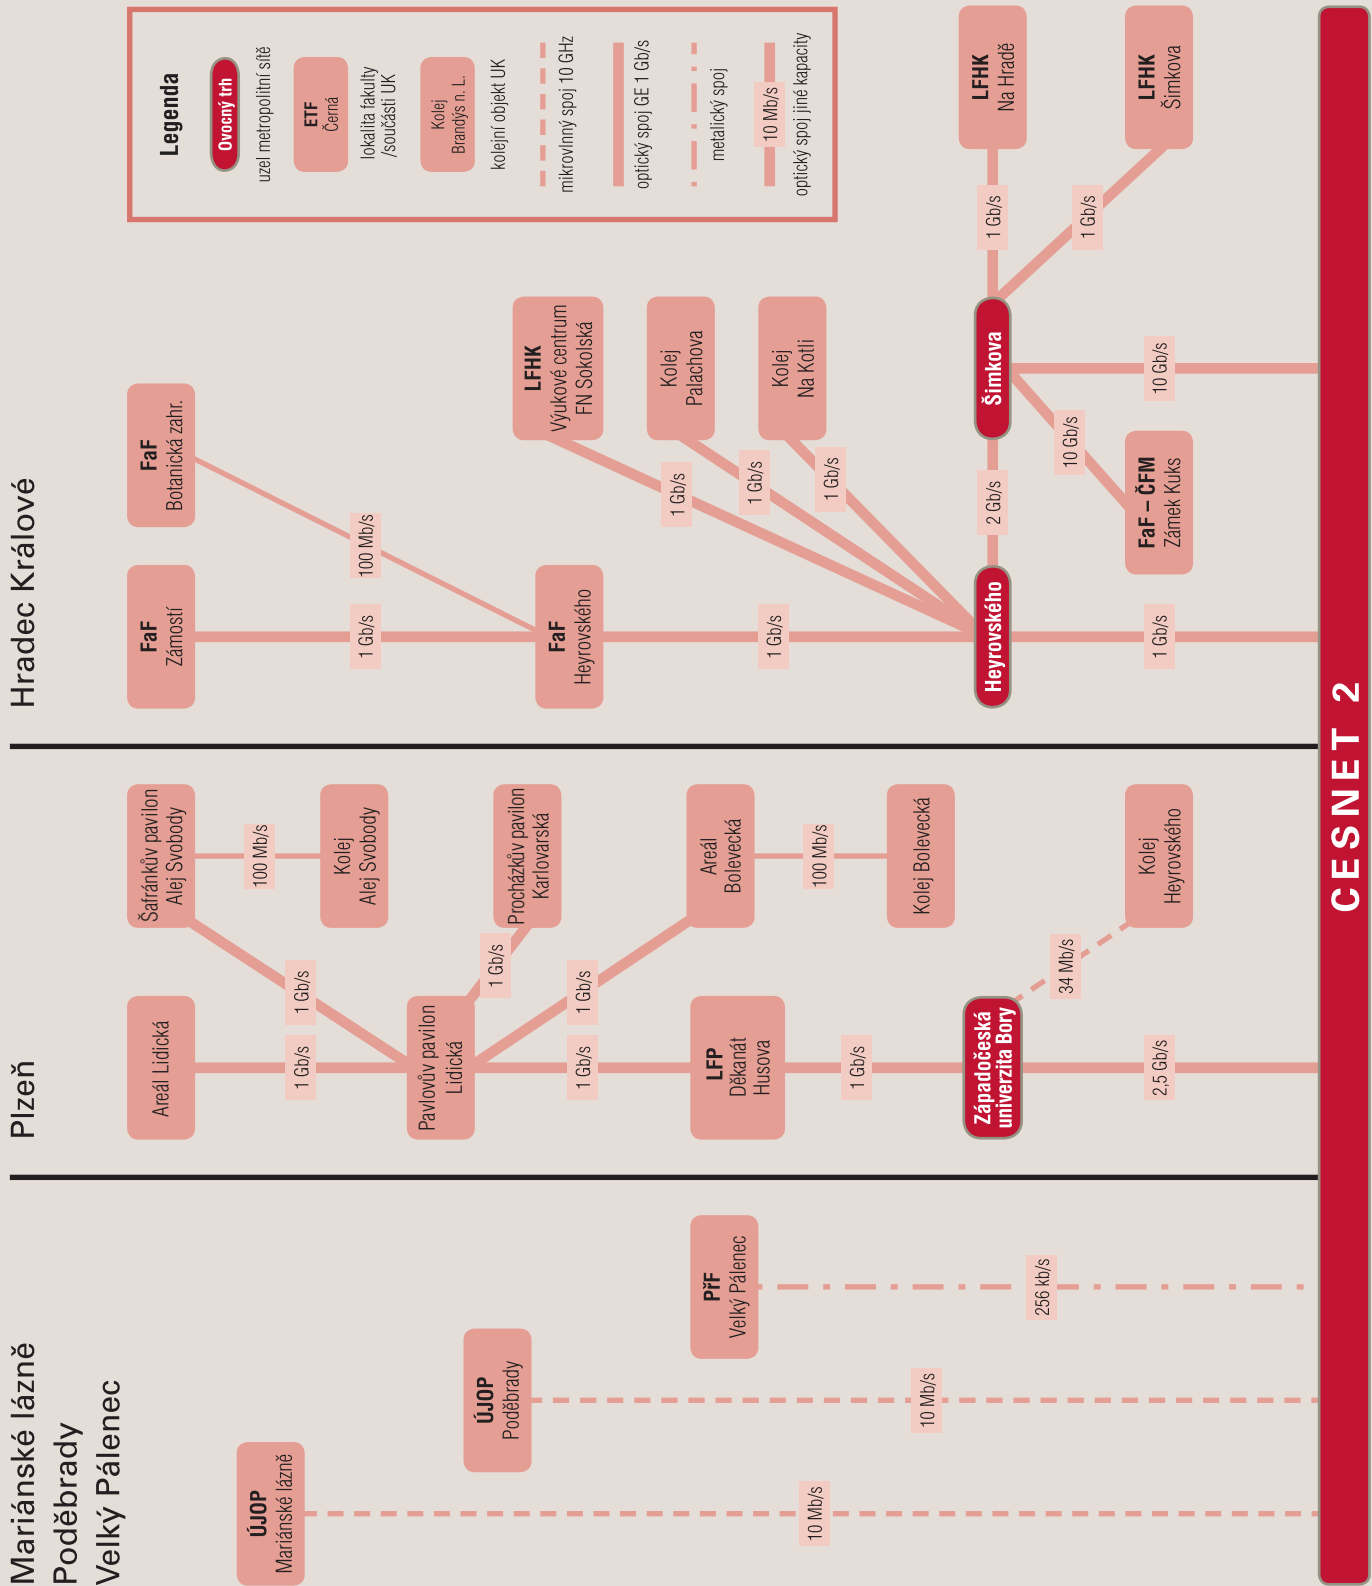 Mariánské lázně
Poděbrady
Velký Pálenec
ÚJOP
Mariánské lázně
10 Mb/s
ÚJOP
Poděbrady
10 Mb/s
PřF
Velký Pálenec
256 kb/s
Plzeň
Areál Lidická
Šafránkův pavilon
Alej Svobody
1 Gb/s
1 Gb/s
100 Mb/s
Kolej
Alej Svobody
Pavlovův pavilon
Lidická
1 Gb/s
Procházkův pavilon
Karlovarská
1 Gb/s
1 Gb/s
LFP
Děkanát
Husova
Areál
Bolevecká
1 Gb/s
100 Mb/s
Kolej Bolevecká
Západočeská
univerzita Bory
34 Mb/s
Kolej
Heyrovského
2,5 Gb/s
Hradec Králové
FaF
Zámostí
FaF
Botanická zahr.
1 Gb/s
100 Mb/s
FaF
Heyrovského
LFHK
Výukové centrum
FN Sokolská
Kolej
Palachova
Kolej
Na Kotli
1 Gb/s
1 Gb/s
1 Gb/s
1 Gb/s
Heyrovského
2 Gb/s
Šimkova
1 Gb/s
LFHK
Na Hradě
1 Gb/s
LFHK
Šimkova
10 Gb/s
FaF – ČFM
Zámek Kuks
1 Gb/s
10 Gb/s
Legenda
Ovocný trh
uzel metropolitní sítě
ETF
Černá
lokalita fakulty
/součásti UK
Kolej
Brandýs n. L.
kolejní objekt UK
mikrovlnný spoj 10 GHz
optický spoj GE 1 Gb/s
metalický spoj
10 Mb/s
optický spoj jiné kapacity
CESNET 2